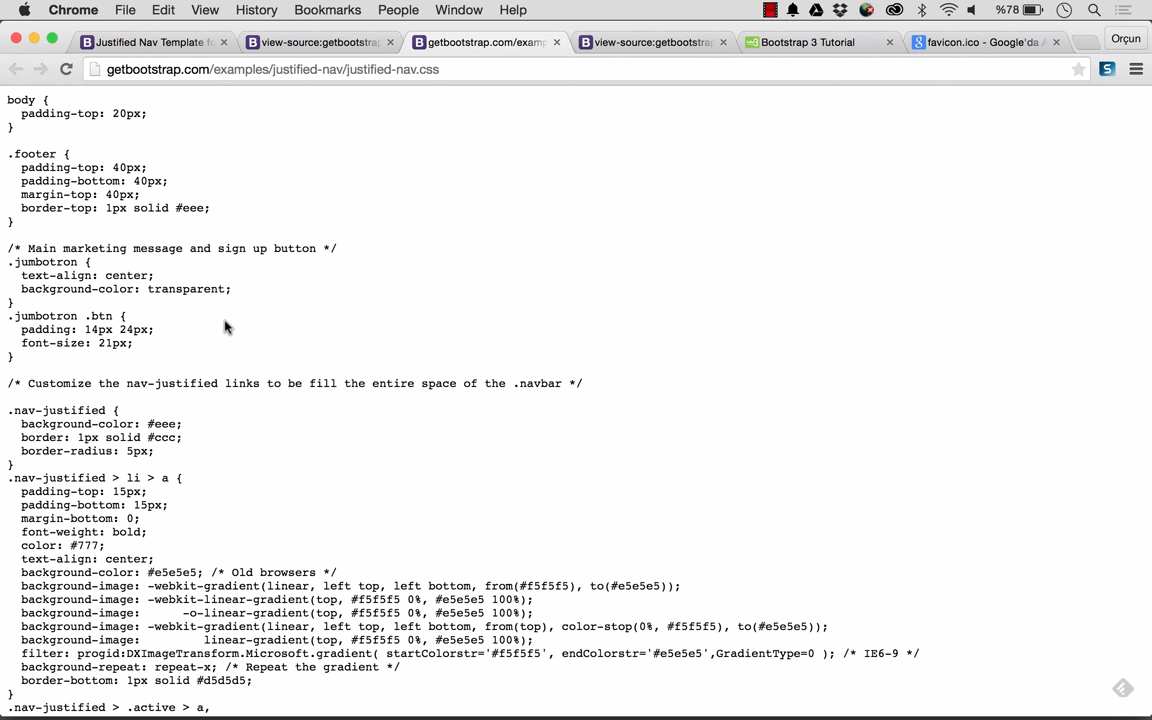 Chrome File Edit View History Bookmarks People Window Help %78
Justified Nav Template fo
view-source:getbootstrap
getbootstrap.com/examp
view-source:getbootstrap
Bootstrap 3 Tutorial
favicon.ico - Google'da A
Orçun
getbootstrap.com/examples/justified-nav/justified-nav.css
body {
  padding-top: 20px;
}
.footer {
  padding-top: 40px;
  padding-bottom: 40px;
  margin-top: 40px;
  border-top: 1px solid #eee;
}
/* Main marketing message and sign up button */
.jumbotron {
  text-align: center;
  background-color: transparent;
}
.jumbotron .btn {
  padding: 14px 24px;
  font-size: 21px;
}
/* Customize the nav-justified links to be fill the entire space of the .navbar */
.nav-justified {
  background-color: #eee;
  border: 1px solid #ccc;
  border-radius: 5px;
}
.nav-justified > li > a {
  padding-top: 15px;
  padding-bottom: 15px;
  margin-bottom: 0;
  font-weight: bold;
  color: #777;
  text-align: center;
  background-color: #e5e5e5; /* Old browsers */
  background-image: -webkit-gradient(linear, left top, left bottom, from(#f5f5f5), to(#e5e5e5));
  background-image: -webkit-linear-gradient(top, #f5f5f5 0%, #e5e5e5 100%);
  background-image:      -o-linear-gradient(top, #f5f5f5 0%, #e5e5e5 100%);
  background-image: -webkit-gradient(linear, left top, left bottom, from(top), color-stop(0%, #f5f5f5), to(#e5e5e5));
  background-image:         linear-gradient(top, #f5f5f5 0%, #e5e5e5 100%);
  filter: progid:DXImageTransform.Microsoft.gradient( startColorstr='#f5f5f5', endColorstr='#e5e5e5',GradientType=0 ); /* IE6-9 */
  background-repeat: repeat-x; /* Repeat the gradient */
  border-bottom: 1px solid #d5d5d5;
}
.nav-justified > .active > a,